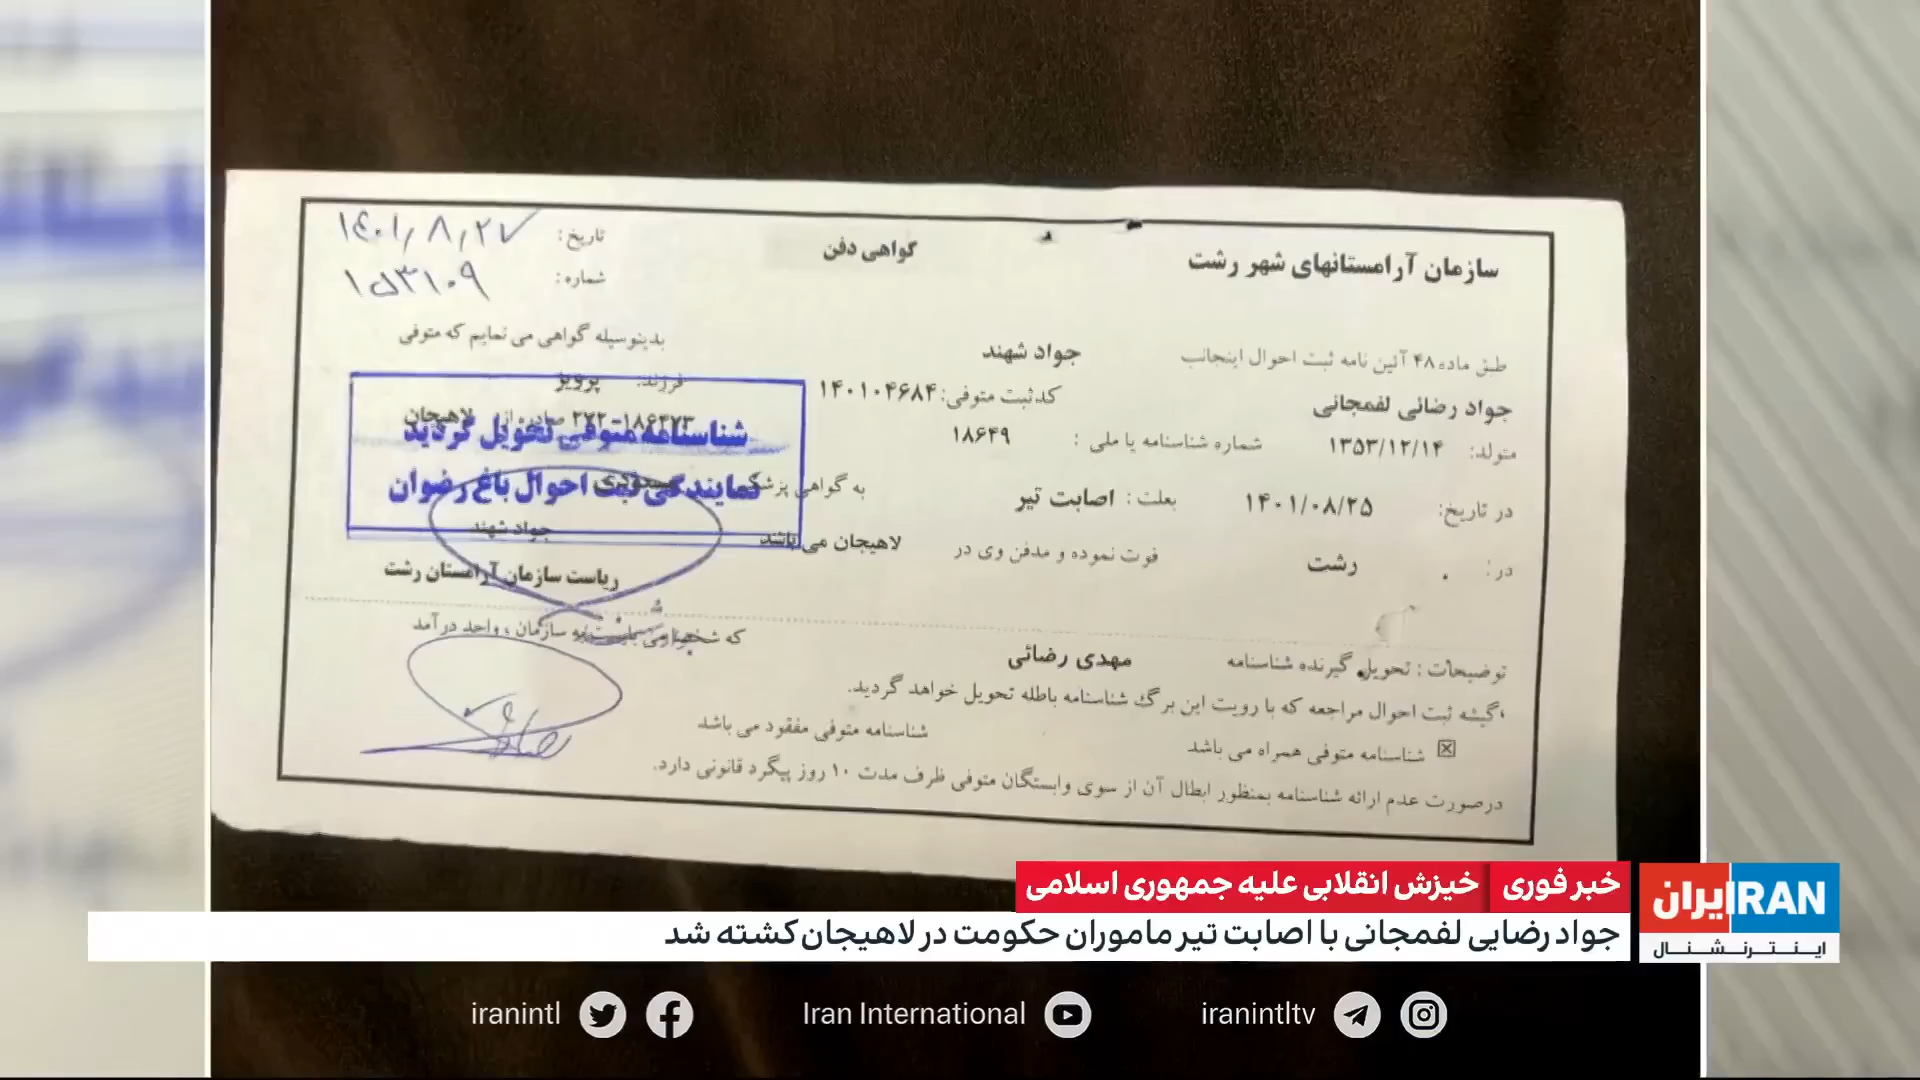 سازمان آرامستانهای شهر رشت
گواهی دفن
تاریخ: ۱۴۰۱٫۸٫۲۷
شماره:
طبق ماده ۴۸ آئین نامه ثبت احوال اینجانب جواد شهند بدینوسیله گواهی می نمایم که متوفی
جواد رضائی لفمجانی کدثبت متوفی: ۱۴۰۱۰۴۶۸۴ فرزند: پرویز
متولد: ۱۳۵۳/۱۲/۱۴ شماره شناسنامه یا ملی : ۱۸۶۴۹ صادره از لاهیجان
در تاریخ: ۱۴۰۱/۰۸/۲۵ بعلت : اصابت تیر به گواهی پزشک
در : رشت فوت نموده و مدفن وی در لاهیجان می باشد
شناسنامه متوفی تحویل گردید
نمایندگی ثبت احوال باغ رضوان
جواد شهند
ریاست سازمان آرامستان رشت
توضیحات : تحویل گیرنده شناسنامه مهدی رضائی که سازمان ، واحد درآمد
گیشه ثبت احوال مراجعه که با رویت این برگ شناسنامه باطله تحویل خواهد گردید.
☒ شناسنامه متوفی همراه می باشد شناسنامه متوفی مفقود می باشد
درصورت عدم ارائه شناسنامه بمنظور ابطال آن از سوی وابستگان متوفی ظرف مدت ۱۰ روز پیگرد قانونی دارد.
خبر فوری خیزش انقلابی علیه جمهوری اسلامی
جواد رضایی لفمجانی با اصابت تیر ماموران حکومت در لاهیجان کشته شد
ایران IRAN
اینترنشنال
iranintl Iran International iranintltv